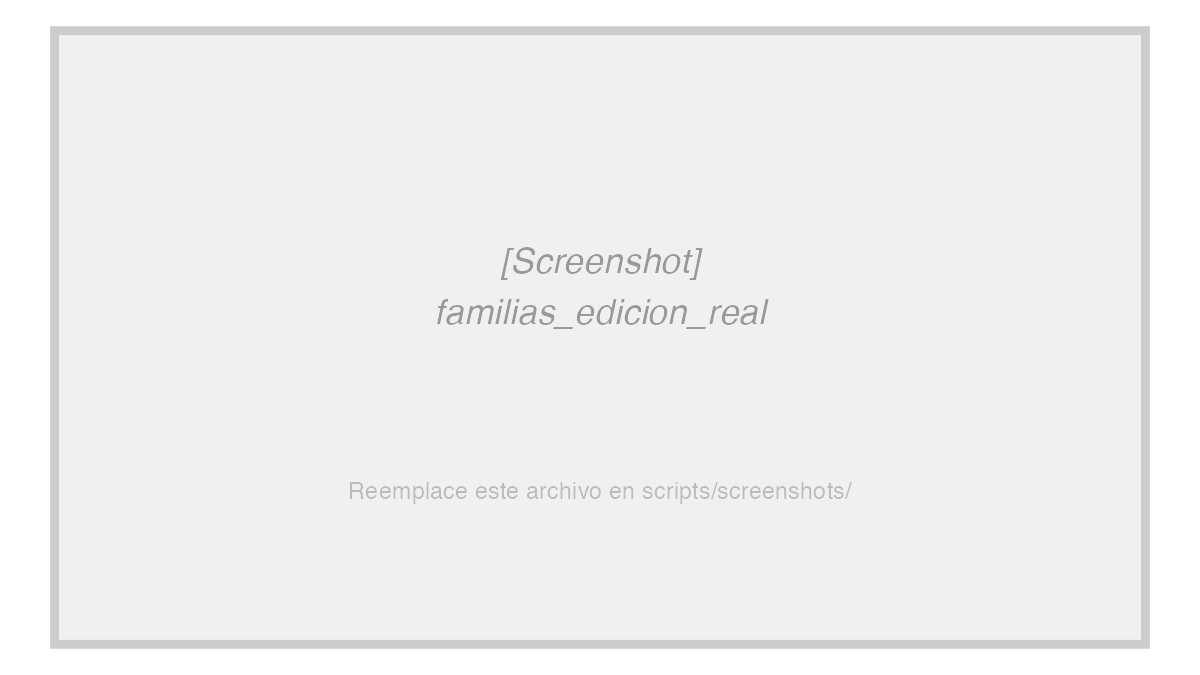 [Screenshot]
familias_edicion_real
Reemplace este archivo en scripts/screenshots/